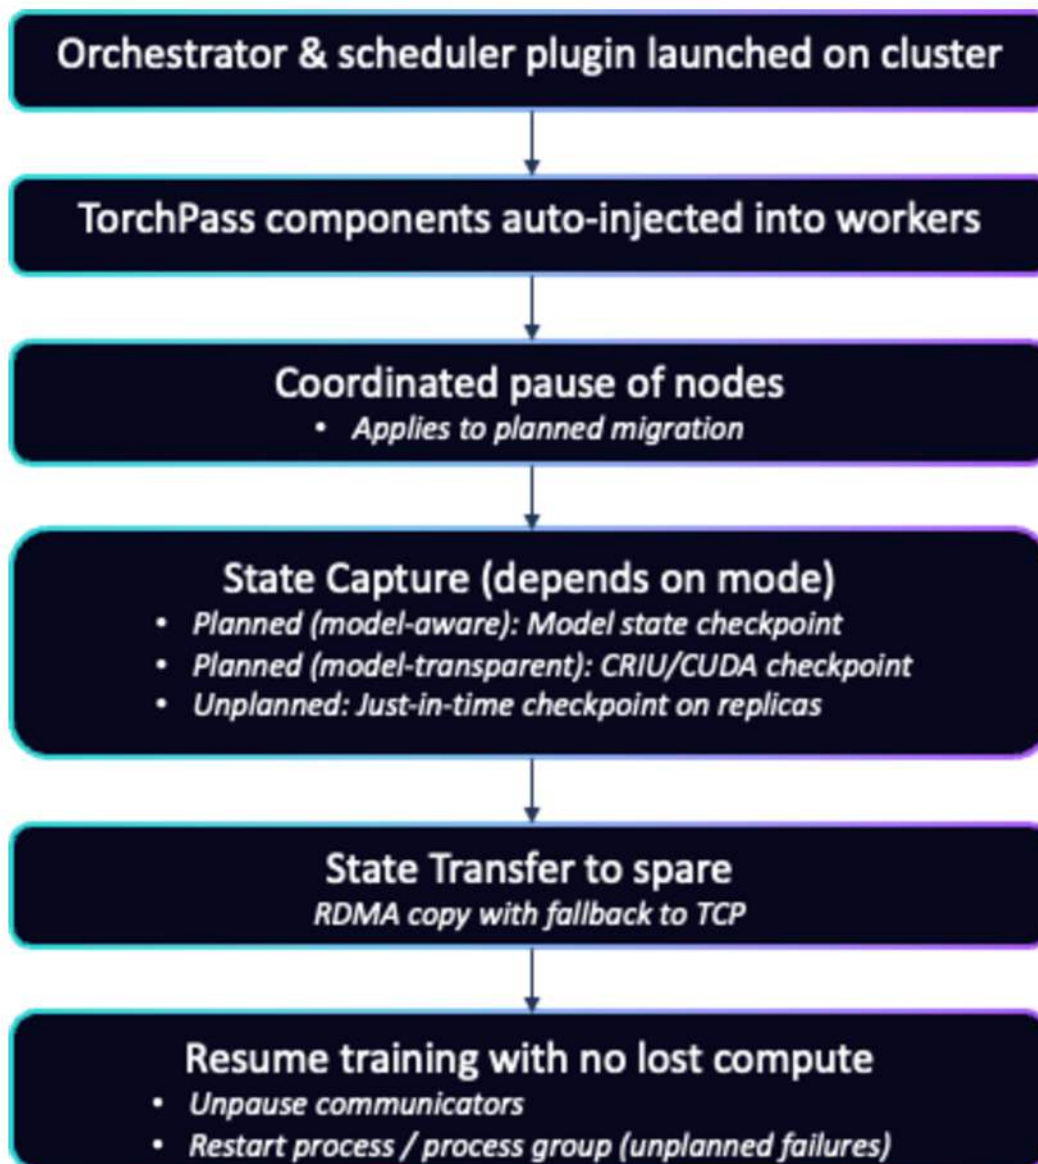 Orchestrator & scheduler plugin launched on cluster
TorchPass components auto-injected into workers
Coordinated pause of nodes
• Applies to planned migration
State Capture (depends on mode)
• Planned (model-aware): Model state checkpoint
• Planned (model-transparent): CRIU/CUDA checkpoint
• Unplanned: Just-in-time checkpoint on replicas
State Transfer to spare
RDMA copy with fallback to TCP
Resume training with no lost compute
• Unpause communicators
• Restart process / process group (unplanned failures)